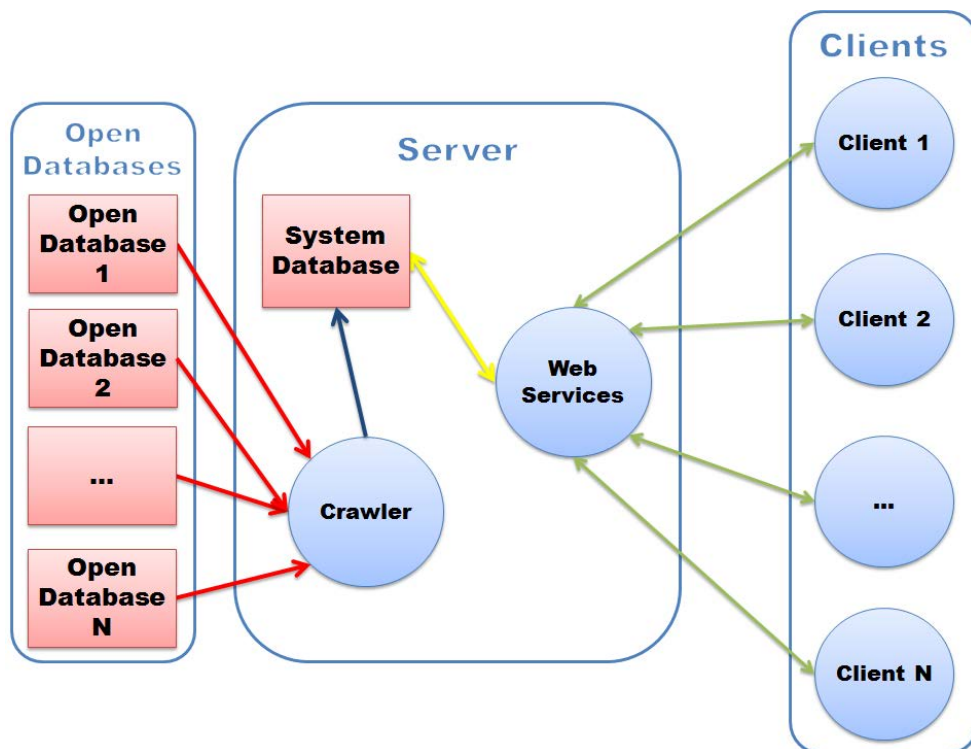 Open
Databases
Open
Database
1
Open
Database
2
...
Open
Database
N
Server
System
Database
Crawler
Web
Services
Clients
Client 1
Client 2
...
Client N